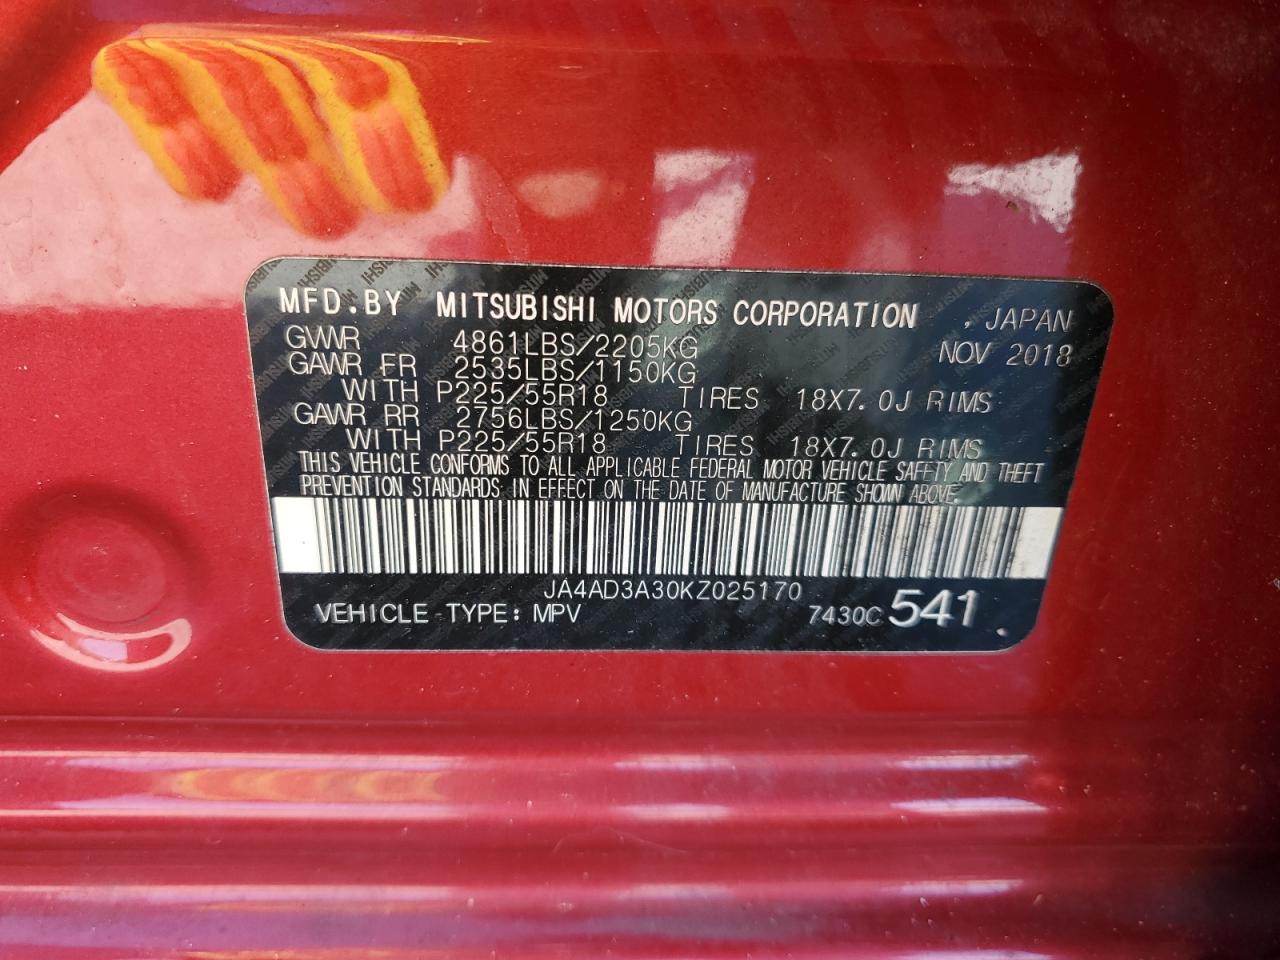 MFD.BY MITSUBISHI MOTORS CORPORATION , JAPAN
GVWR 4861LBS/2205KG NOV 2018
GAWR FR 2535LBS/1150KG
WITH P225/55R18 TIRES 18X7.0J RIMS
GAWR RR 2756LBS/1250KG
WITH P225/55R18 TIRES 18X7.0J RIMS
THIS VEHICLE CONFORMS TO ALL APPLICABLE FEDERAL MOTOR VEHICLE SAFETY AND THEFT
PREVENTION STANDARDS IN EFFECT ON THE DATE OF MANUFACTURE SHOWN ABOVE.
JA4AD3A30KZ025170
VEHICLE TYPE: MPV 7430C 541